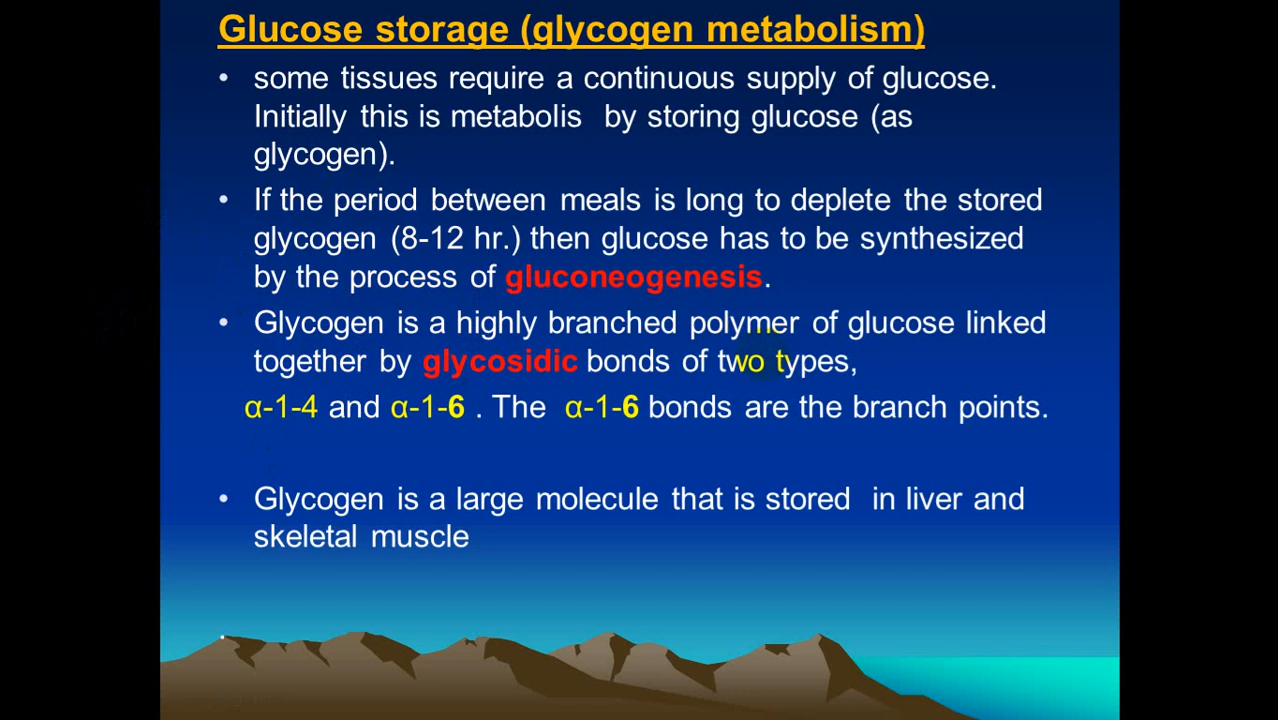 Glucose storage (glycogen metabolism)
• some tissues require a continuous supply of glucose.
Initially this is metabolis by storing glucose (as
glycogen).
• If the period between meals is long to deplete the stored
glycogen (8-12 hr.) then glucose has to be synthesized
by the process of gluconeogenesis.
• Glycogen is a highly branched polymer of glucose linked
together by glycosidic bonds of two types,
α-1-4 and α-1-6 . The α-1-6 bonds are the branch points.
• Glycogen is a large molecule that is stored in liver and
skeletal muscle